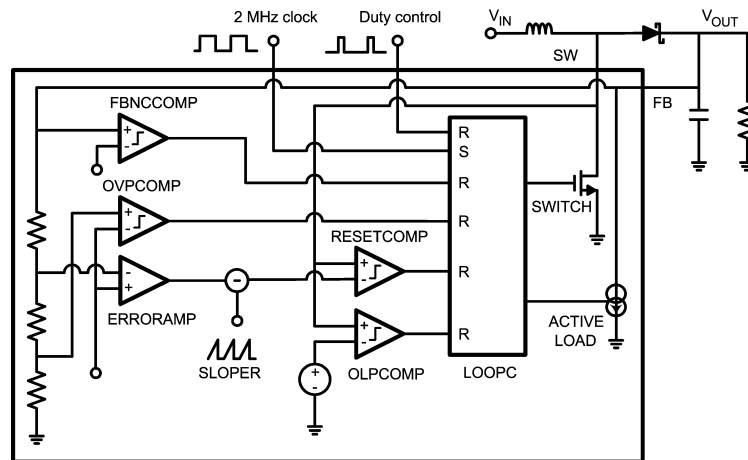 2 MHz clock
Duty control
V_IN
V_OUT
SW
FBNCCOMP
FB
+
-
R
S
OVPCOMP
R
SWITCH
+
-
R
RESETCOMP
-
+
-
+
-
R
ERRORAMP
ACTIVE
LOAD
+
-
R
SLOPER
+
-
OLPCOMP
LOOPC